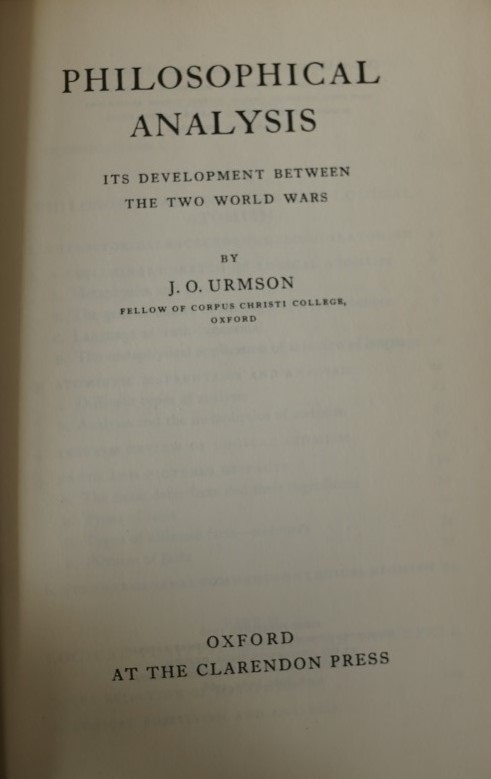 PHILOSOPHICAL
ANALYSIS
ITS DEVELOPMENT BETWEEN
THE TWO WORLD WARS
BY
J. O. URMSON
FELLOW OF CORPUS CHRISTI COLLEGE,
OXFORD
OXFORD
AT THE CLARENDON PRESS